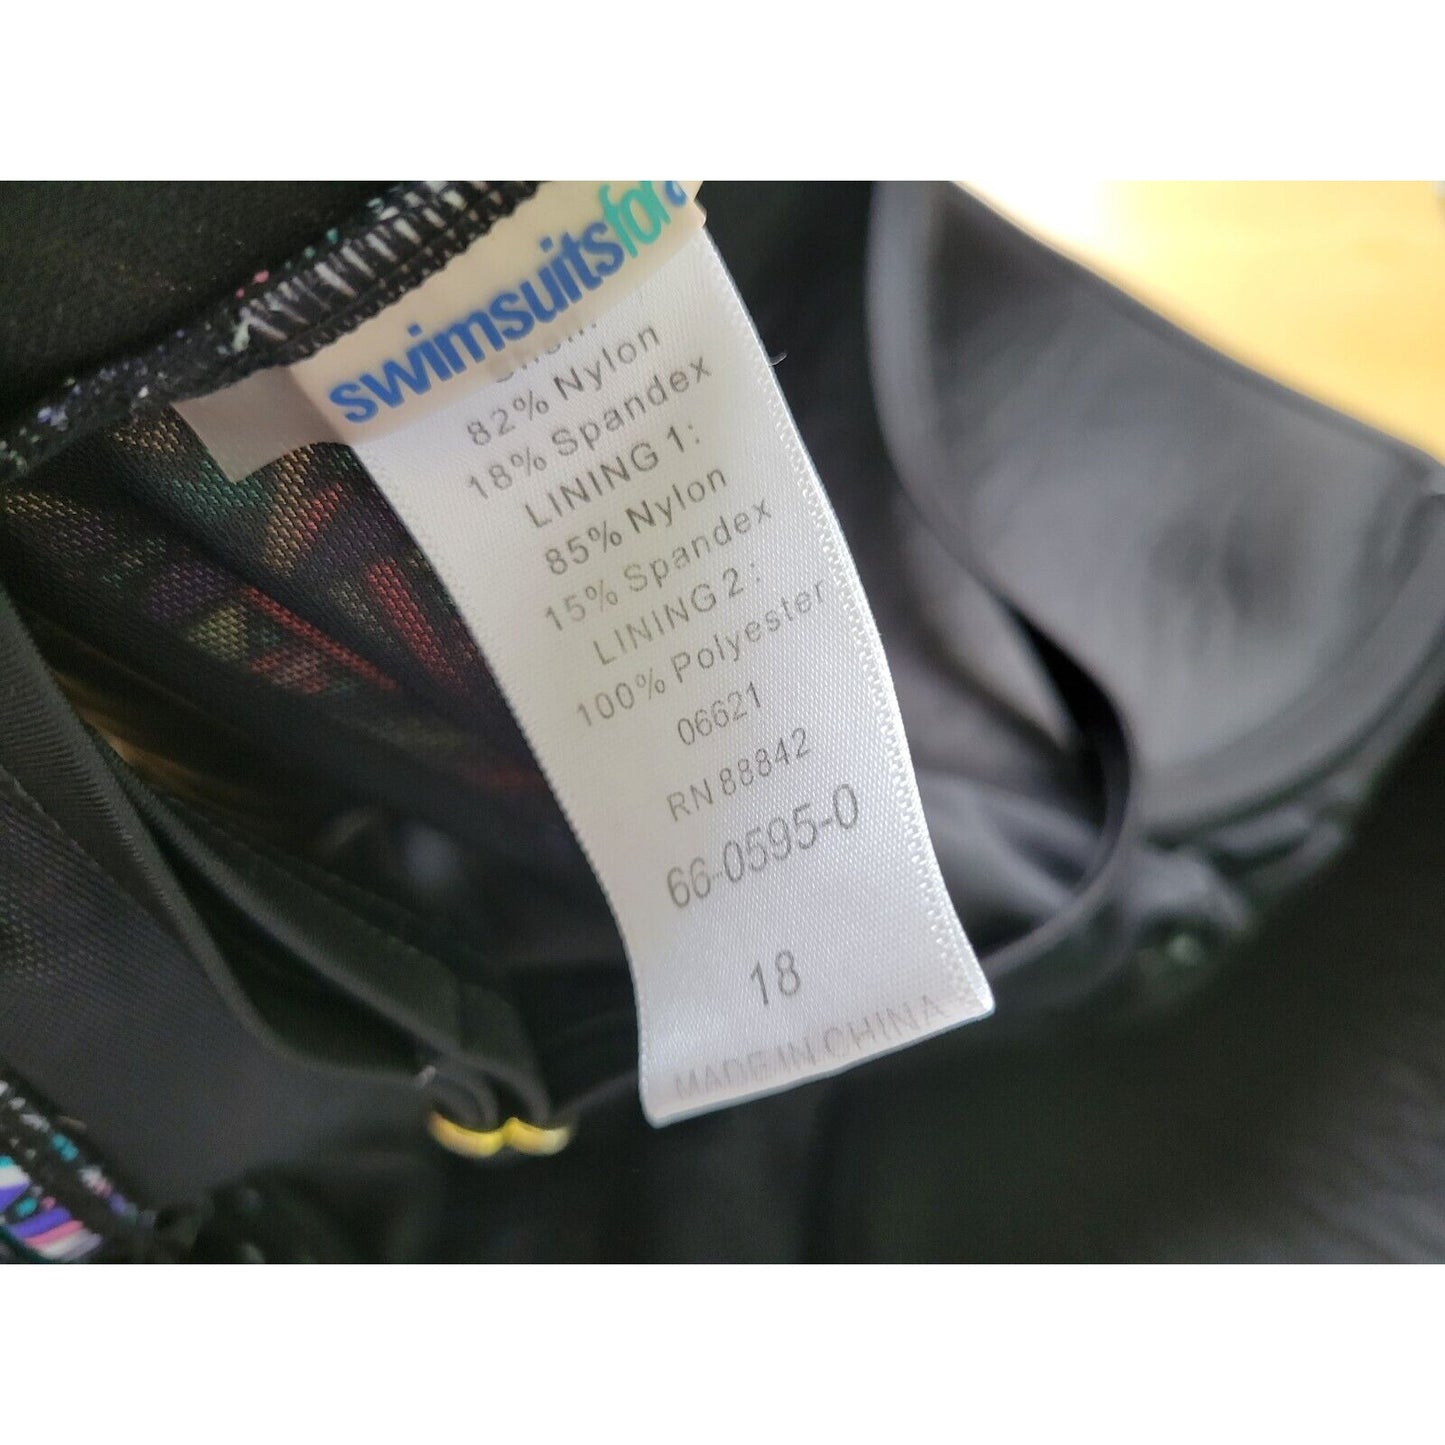 swimsuitsfora
82% Nylon
18% Spandex
LINING 1:
85% Nylon
15% Spandex
LINING 2:
100% Polyester
06621
RN 88842
66-0595-0
18
MADE IN CHINA